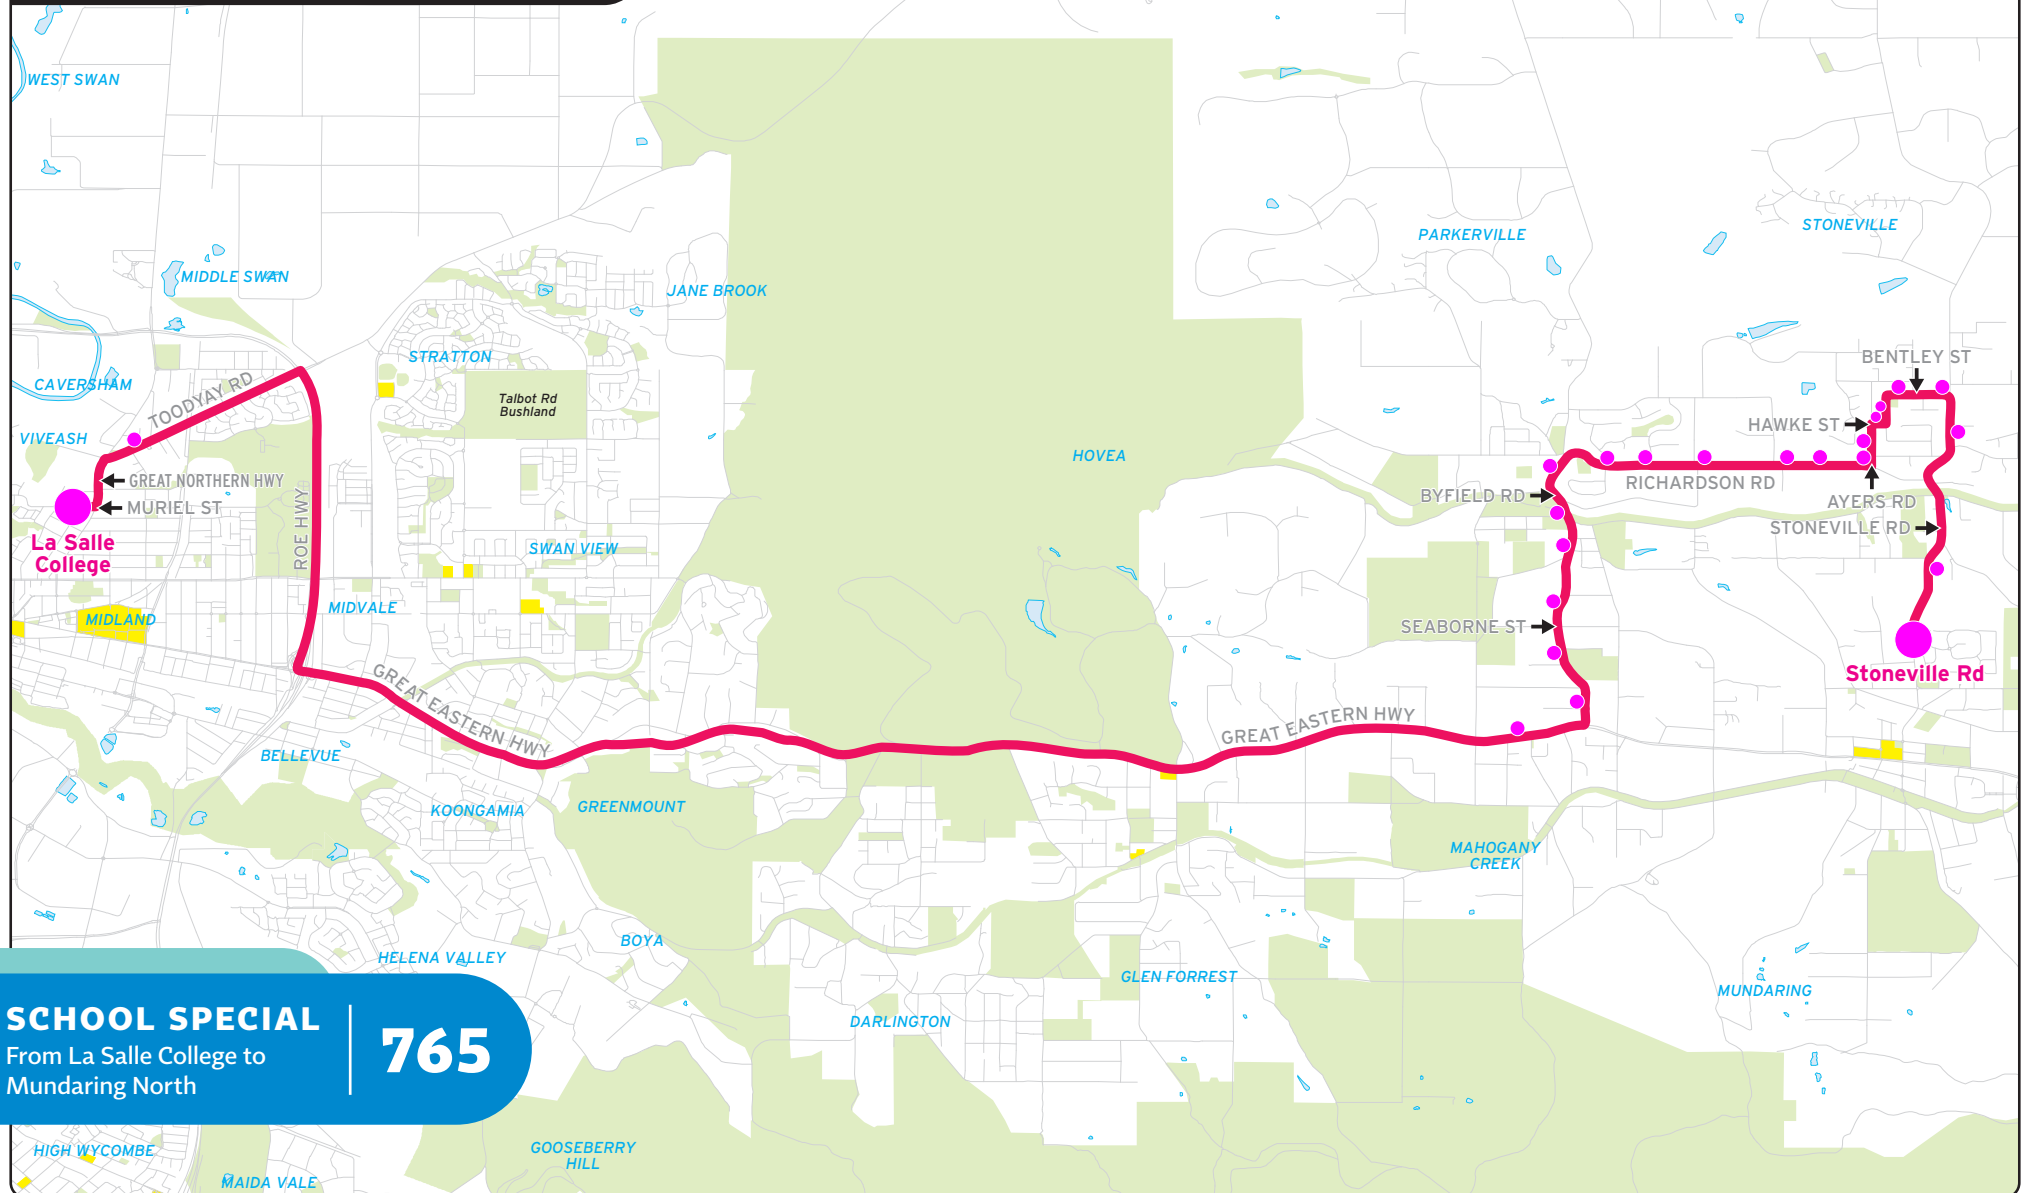 WEST SWAN
STONEVILLE
PARKERVILLE
MIDDLE SWAN
JANE BROOK
STRATTON
BENTLEY ST
CAVERSHAM
TOODYAY RD
Talbot Rd
Bushland
HAWKE ST
VIVEASH
HOVEA
GREAT NORTHERN HWY
RICHARDSON RD
BYFIELD RD
AYERS RD
MURIEL ST
ROE HWY
STONEVILLE RD
La Salle
College
SWAN VIEW
MIDVALE
MIDLAND
SEABORNE ST
Stoneville Rd
GREAT EASTERN HWY
GREAT EASTERN HWY
BELLEVUE
KOONGAMIA
GREENMOUNT
MAHOGANY
CREEK
BOYA
HELENA VALLEY
GLEN FORREST
MUNDARING
DARLINGTON
SCHOOL SPECIAL
From La Salle College to
Mundaring North
765
HIGH WYCOMBE
GOOSEBERRY
HILL
MAIDA VALE